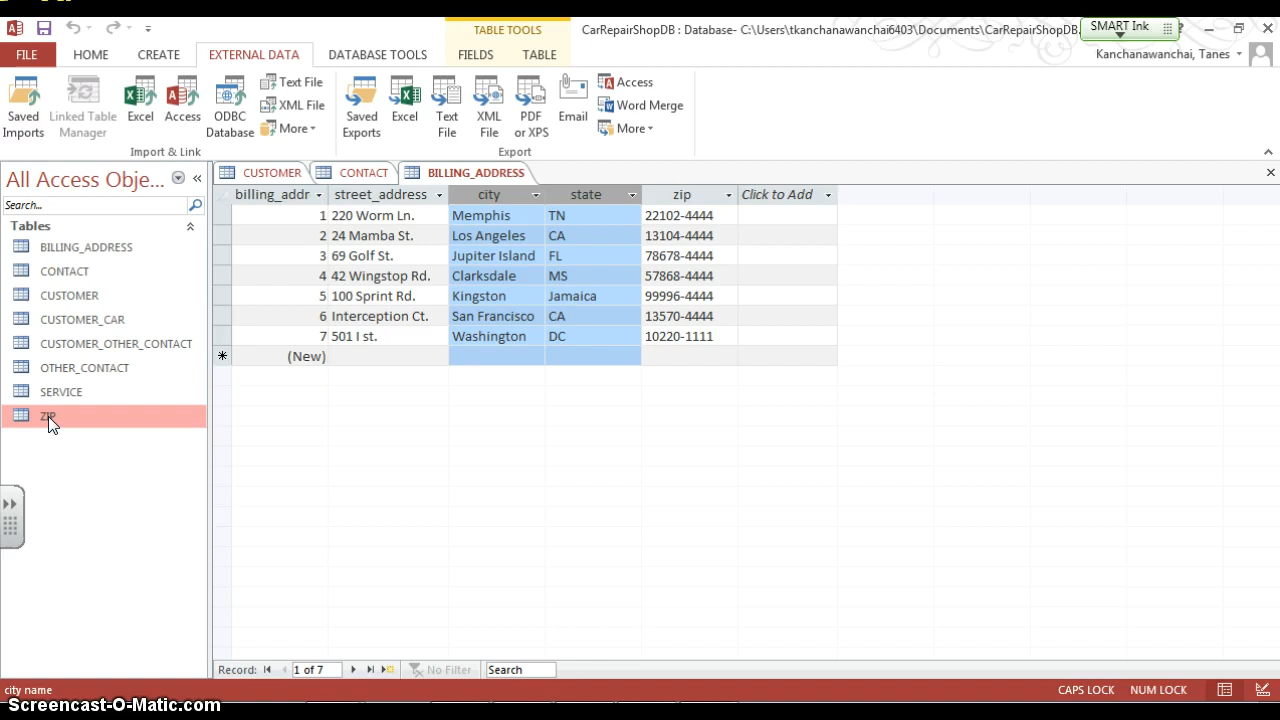 TABLE TOOLS
CarRepairShopDB : Database- C:\Users\tkanchanawanchai6403\Documents\CarRepairShopDB.
SMART Ink
FILE HOME CREATE EXTERNAL DATA DATABASE TOOLS FIELDS TABLE
Kanchanawanchai, Tanes
Saved Imports
Linked Table Manager
Excel
Access
ODBC Database
Text File
XML File
More
Import & Link
Saved Exports
Excel
Text File
XML File
PDF or XPS
Email
Access
Word Merge
More
Export
All Access Obje...
Search...
Tables
BILLING_ADDRESS
CONTACT
CUSTOMER
CUSTOMER_CAR
CUSTOMER_OTHER_CONTACT
OTHER_CONTACT
SERVICE
ZIP
CUSTOMER CONTACT BILLING_ADDRESS
billing_addr street_address city state zip Click to Add
1 220 Worm Ln. Memphis TN 22102-4444
2 24 Mamba St. Los Angeles CA 13104-4444
3 69 Golf St. Jupiter Island FL 78678-4444
4 42 Wingstop Rd. Clarksdale MS 57868-4444
5 100 Sprint Rd. Kingston Jamaica 99996-4444
6 Interception Ct. San Francisco CA 13570-4444
7 501 I st. Washington DC 10220-1111
(New)
Record: 1 of 7 No Filter Search
city name
CAPS LOCK NUM LOCK
Screencast-O-Matic.com